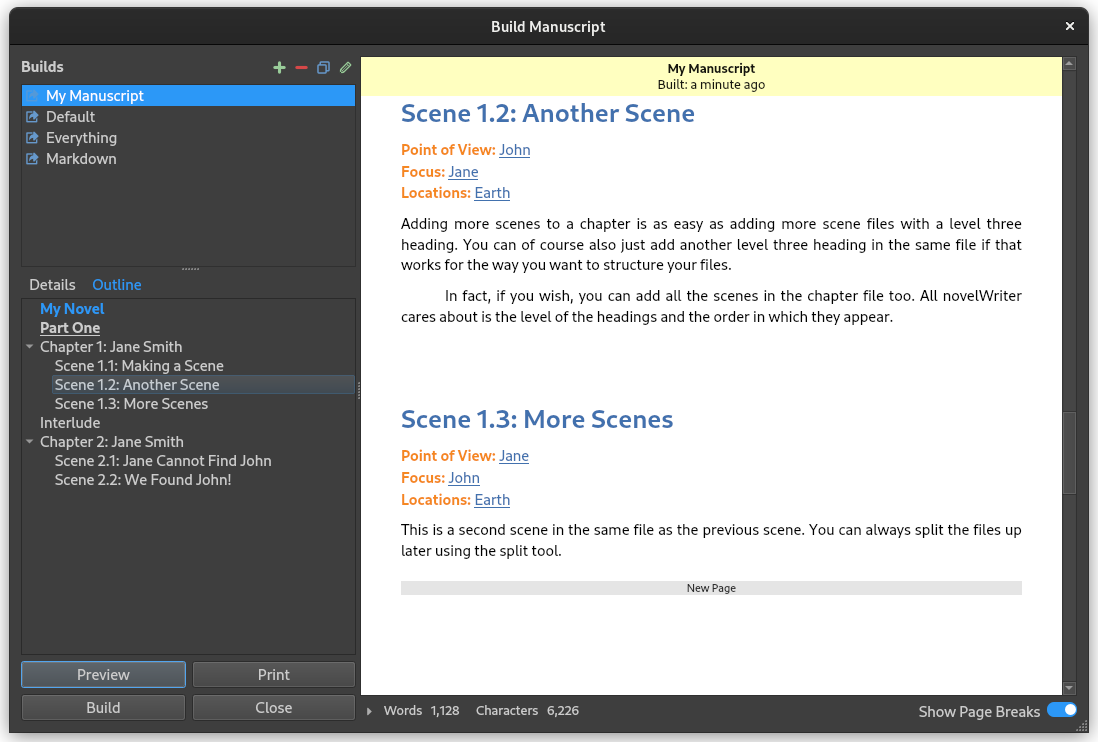 Build Manuscript
Builds
My Manuscript
Default
Everything
Markdown
Details Outline
My Novel
Part One
Chapter 1: Jane Smith
Scene 1.1: Making a Scene
Scene 1.2: Another Scene
Scene 1.3: More Scenes
Interlude
Chapter 2: Jane Smith
Scene 2.1: Jane Cannot Find John
Scene 2.2: We Found John!
Preview Print
Build Close
My Manuscript
Built: a minute ago
Scene 1.2: Another Scene
Point of View: John
Focus: Jane
Locations: Earth
Adding more scenes to a chapter is as easy as adding more scene files with a level three
heading. You can of course also just add another level three heading in the same file if that
works for the way you want to structure your files.
In fact, if you wish, you can add all the scenes in the chapter file too. All novelWriter
cares about is the level of the headings and the order in which they appear.
Scene 1.3: More Scenes
Point of View: Jane
Focus: John
Locations: Earth
This is a second scene in the same file as the previous scene. You can always split the files up
later using the split tool.
New Page
Words 1,128 Characters 6,226 Show Page Breaks